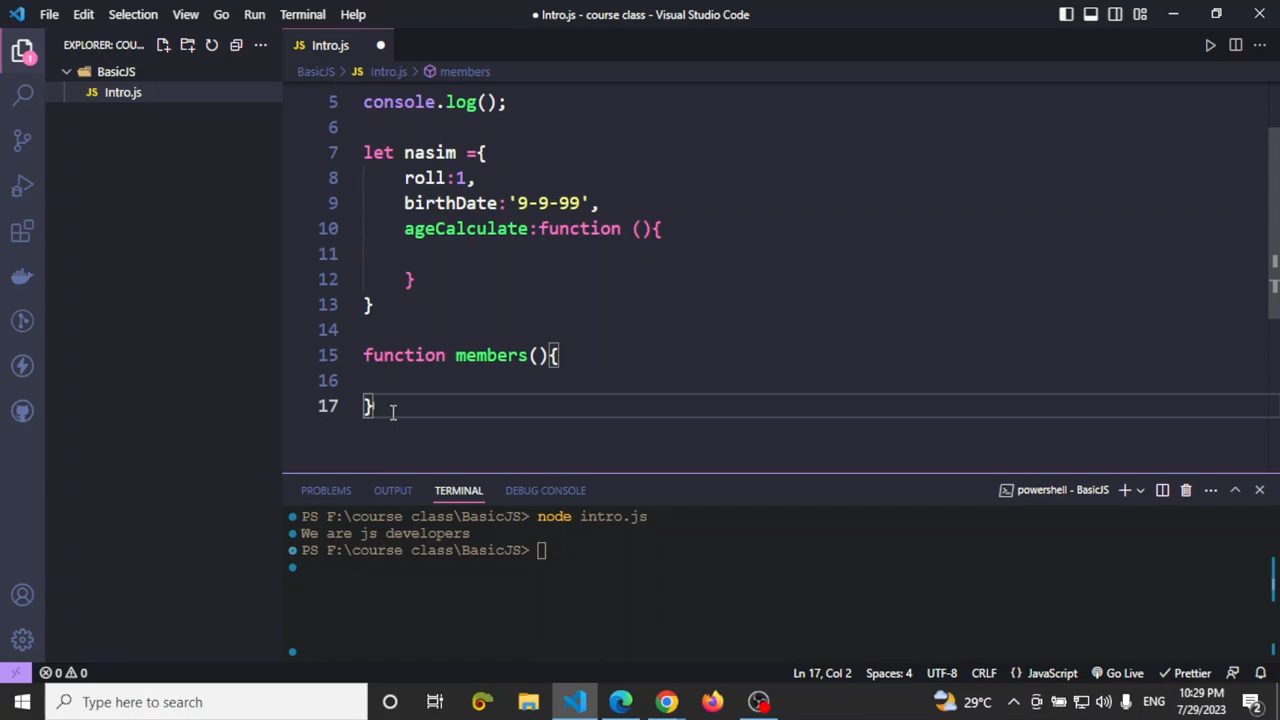 File Edit Selection View Go Run Terminal Help
● Intro.js - course class - Visual Studio Code
EXPLORER: COU...
JS Intro.js ●
BasicJS
JS Intro.js
BasicJS > JS Intro.js > members
5 console.log();
6
7 let nasim ={
8 roll:1,
9 birthDate:'9-9-99',
10 ageCalculate:function (){
11
12 }
13 }
14
15 function members(){
16
17 }
PROBLEMS OUTPUT TERMINAL DEBUG CONSOLE
powershell - BasicJS
PS F:\course class\BasicJS> node intro.js
We are js developers
PS F:\course class\BasicJS>
1
0 0
Ln 17, Col 2 Spaces: 4 UTF-8 CRLF {} JavaScript Go Live Prettier
Type here to search
29°C ENG
10:29 PM
7/29/2023
2